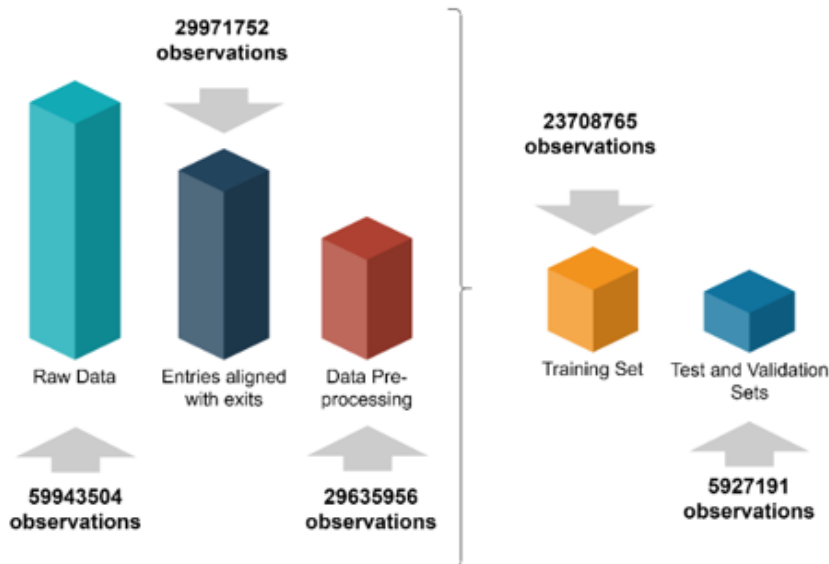 29971752
observations
23708765
observations
Raw Data
Entries aligned
with exits
Data Pre-
processing
Training Set
Test and Validation
Sets
59943504
observations
29635956
observations
5927191
observations